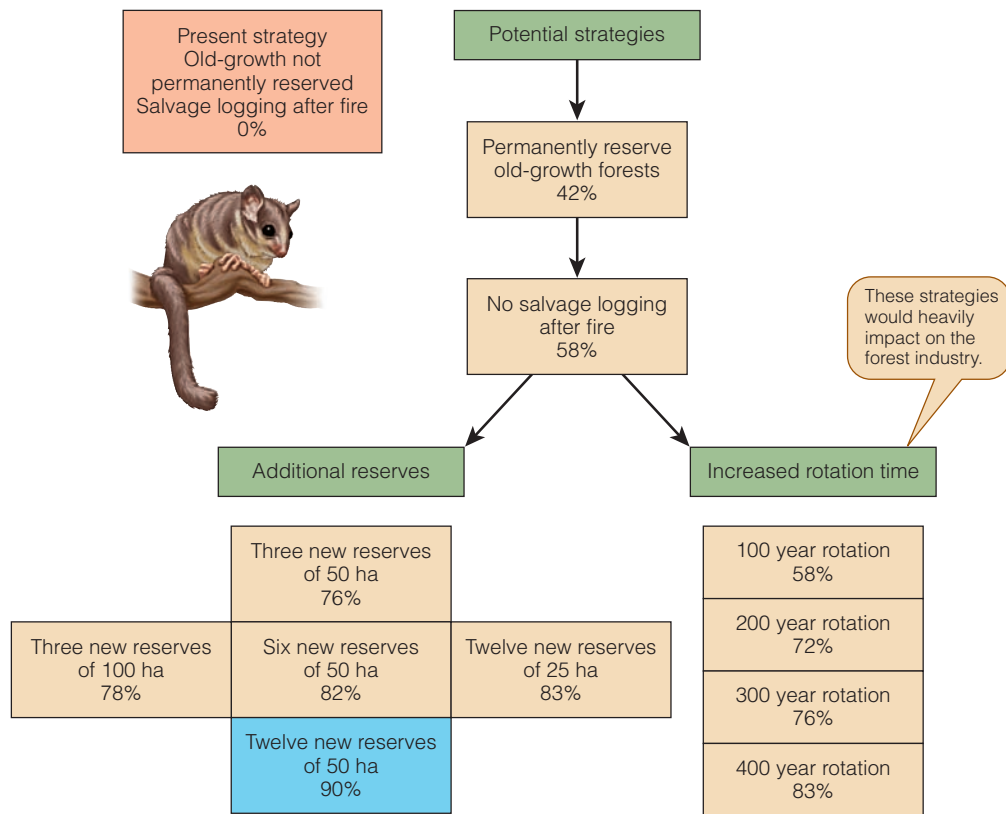 Present strategy
Old-growth not
permanently reserved
Salvage logging after fire
0%
Potential strategies
Permanently reserve
old-growth forests
42%
No salvage logging
after fire
58%
These strategies
would heavily
impact on the
forest industry.
Additional reserves
Increased rotation time
Three new reserves
of 50 ha
76%
Three new reserves
of 100 ha
78%
Six new reserves
of 50 ha
82%
Twelve new reserves
of 25 ha
83%
Twelve new reserves
of 50 ha
90%
100 year rotation
58%
200 year rotation
72%
300 year rotation
76%
400 year rotation
83%